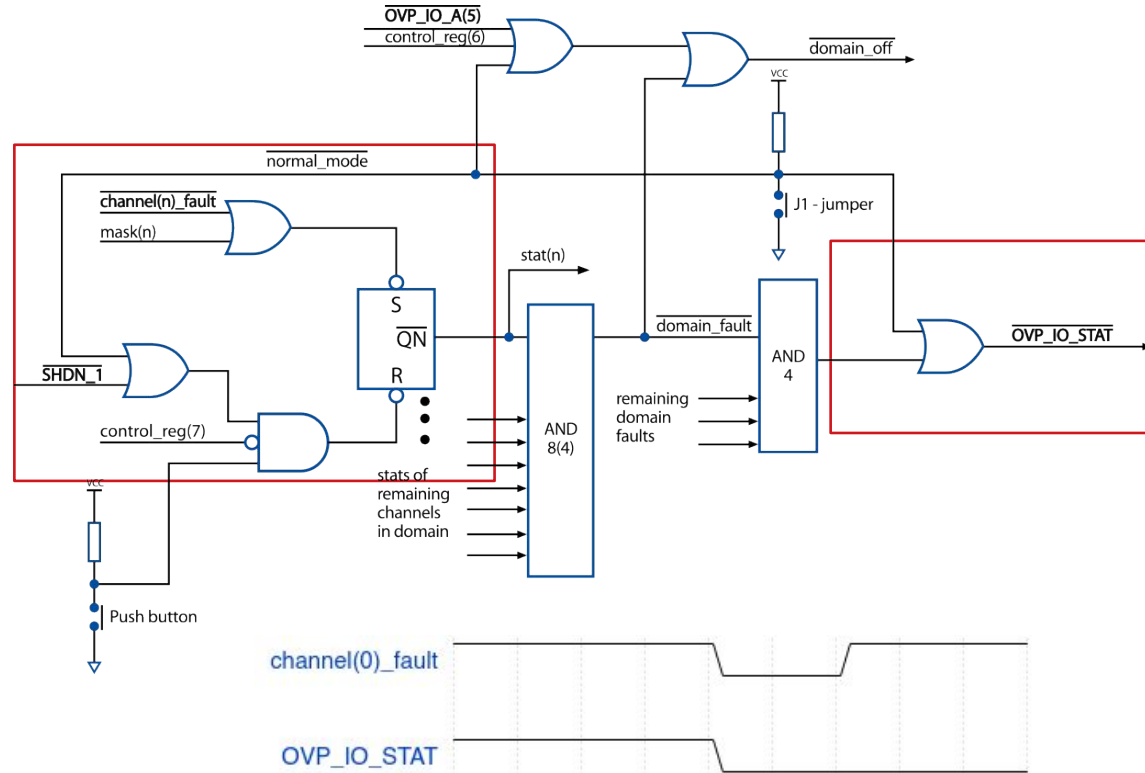 OVP_IO_A(5)
control_reg(6)
domain_off
VCC
normal_mode
channel(n)_fault
mask(n)
J1 - jumper
stat(n)
S
QN
R
domain_fault
AND
4
OVP_IO_STAT
SHDN_1
control_reg(7)
AND
8(4)
remaining
domain
faults
VCC
stats of
remaining
channels
in domain
Push button
channel(0)_fault
OVP_IO_STAT